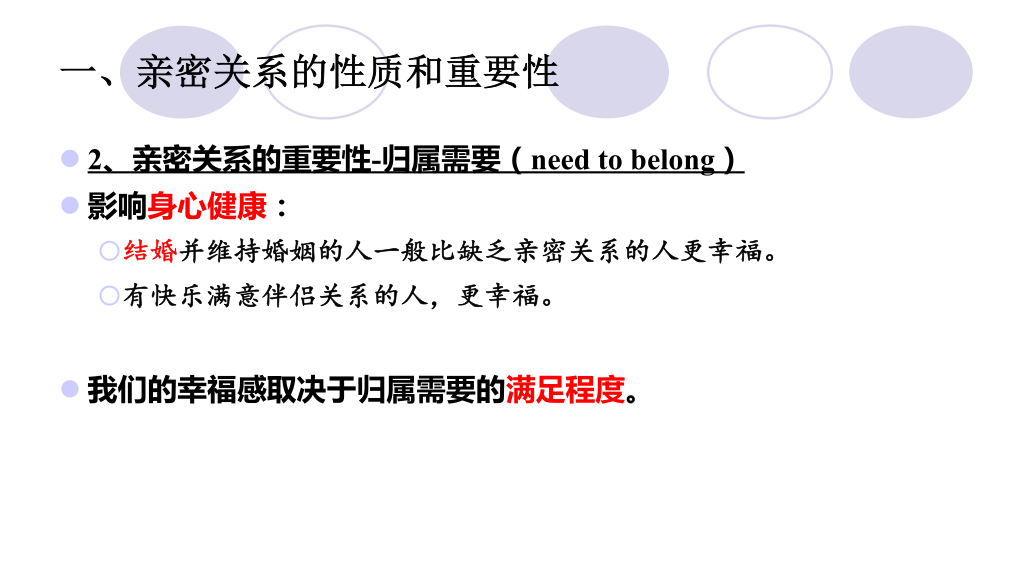 一、亲密关系的性质和重要性
2、亲密关系的重要性-归属需要（need to belong）
影响身心健康：
结婚并维持婚姻的人一般比缺乏亲密关系的人更幸福。
有快乐满意伴侣关系的人，更幸福。
我们的幸福感取决于归属需要的满足程度。